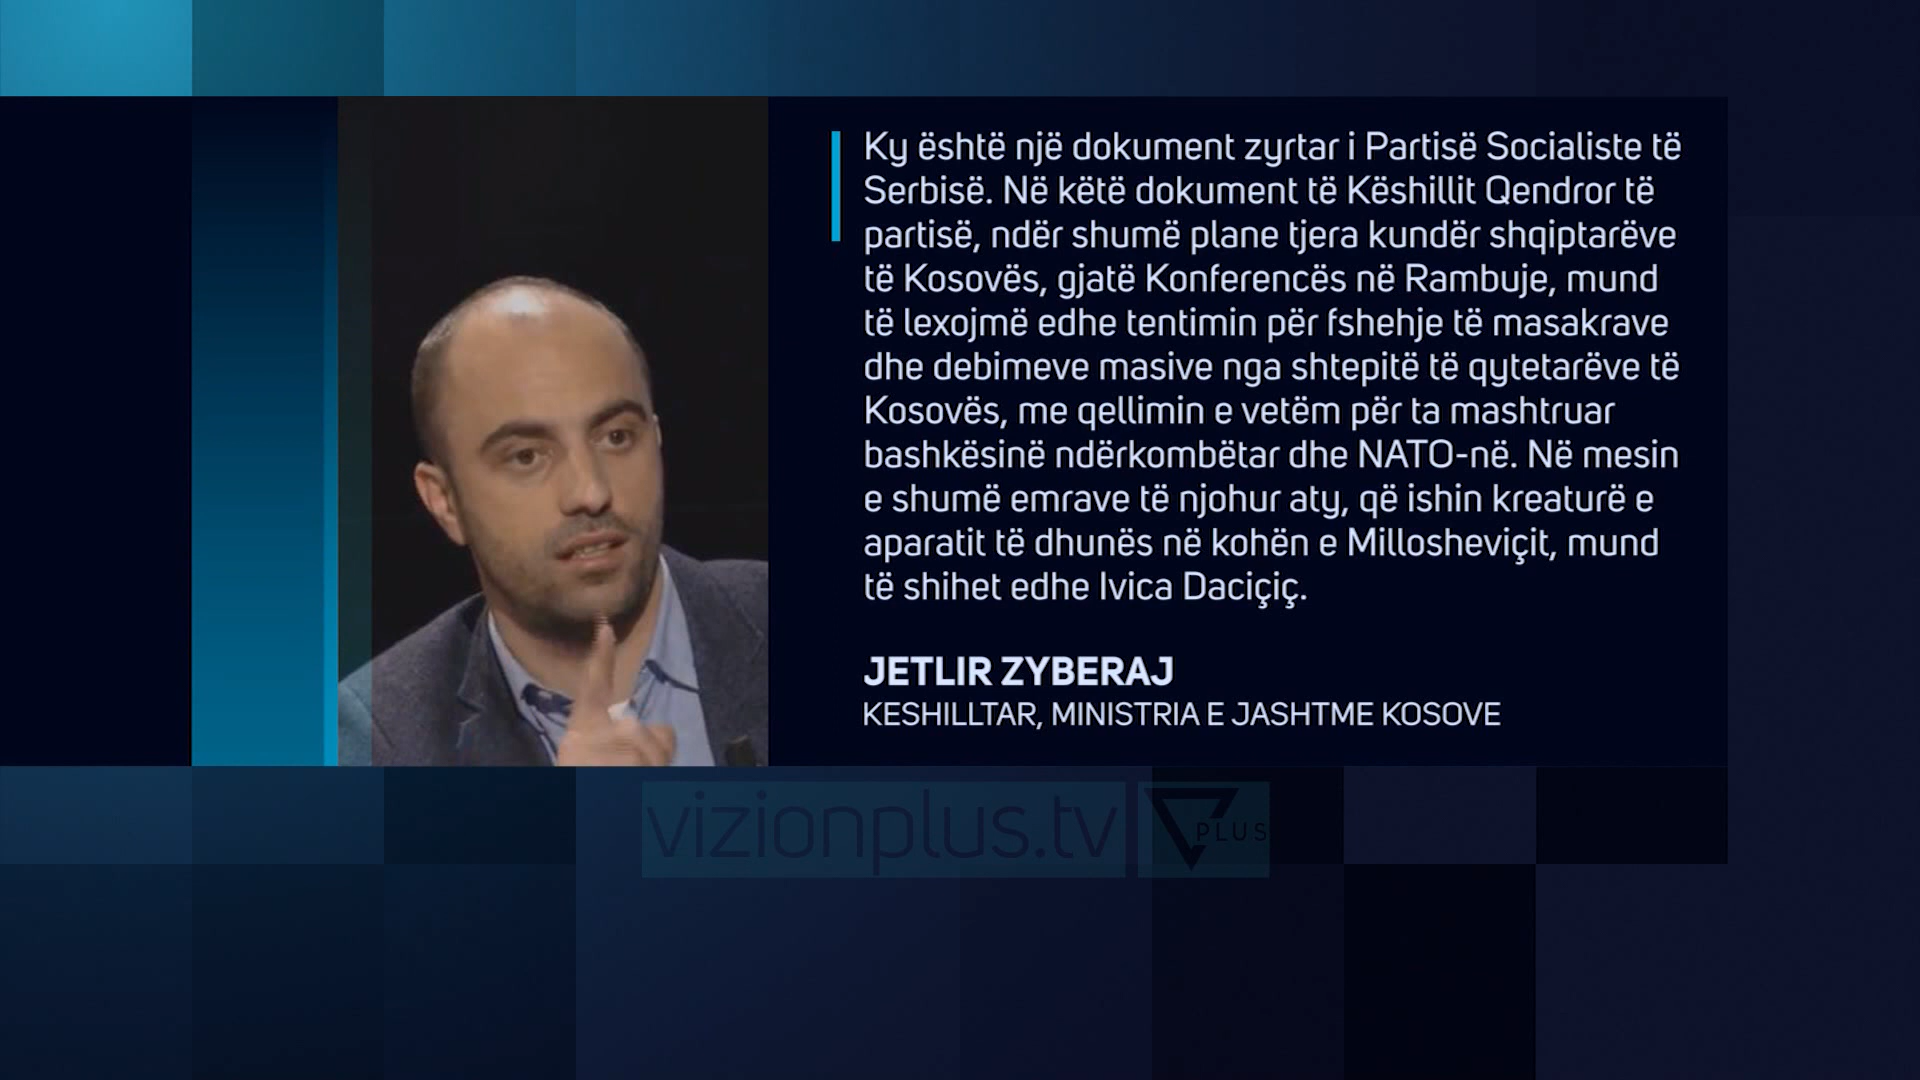 Ky është një dokument zyrtar i Partisë Socialiste të
Serbisë. Në këtë dokument të Këshillit Qendror të
partisë, ndër shumë plane tjera kundër shqiptarëve
të Kosovës, gjatë Konferencës në Rambuje, mund
të lexojmë edhe tentimin për fshehje të masakrave
dhe debimeve masive nga shtepitë të qytetarëve të
Kosovës, me qellimin e vetëm për ta mashtruar
bashkësinë ndërkombëtar dhe NATO-në. Në mesin
e shumë emrave të njohur aty, që ishin kreaturë e
aparatit të dhunës në kohën e Millosheviçit, mund
të shihet edhe Ivica Daciçiç.
JETLIR ZYBERAJ
KESHILLTAR, MINISTRIA E JASHTME KOSOVE
vizionplus.tv
PLUS